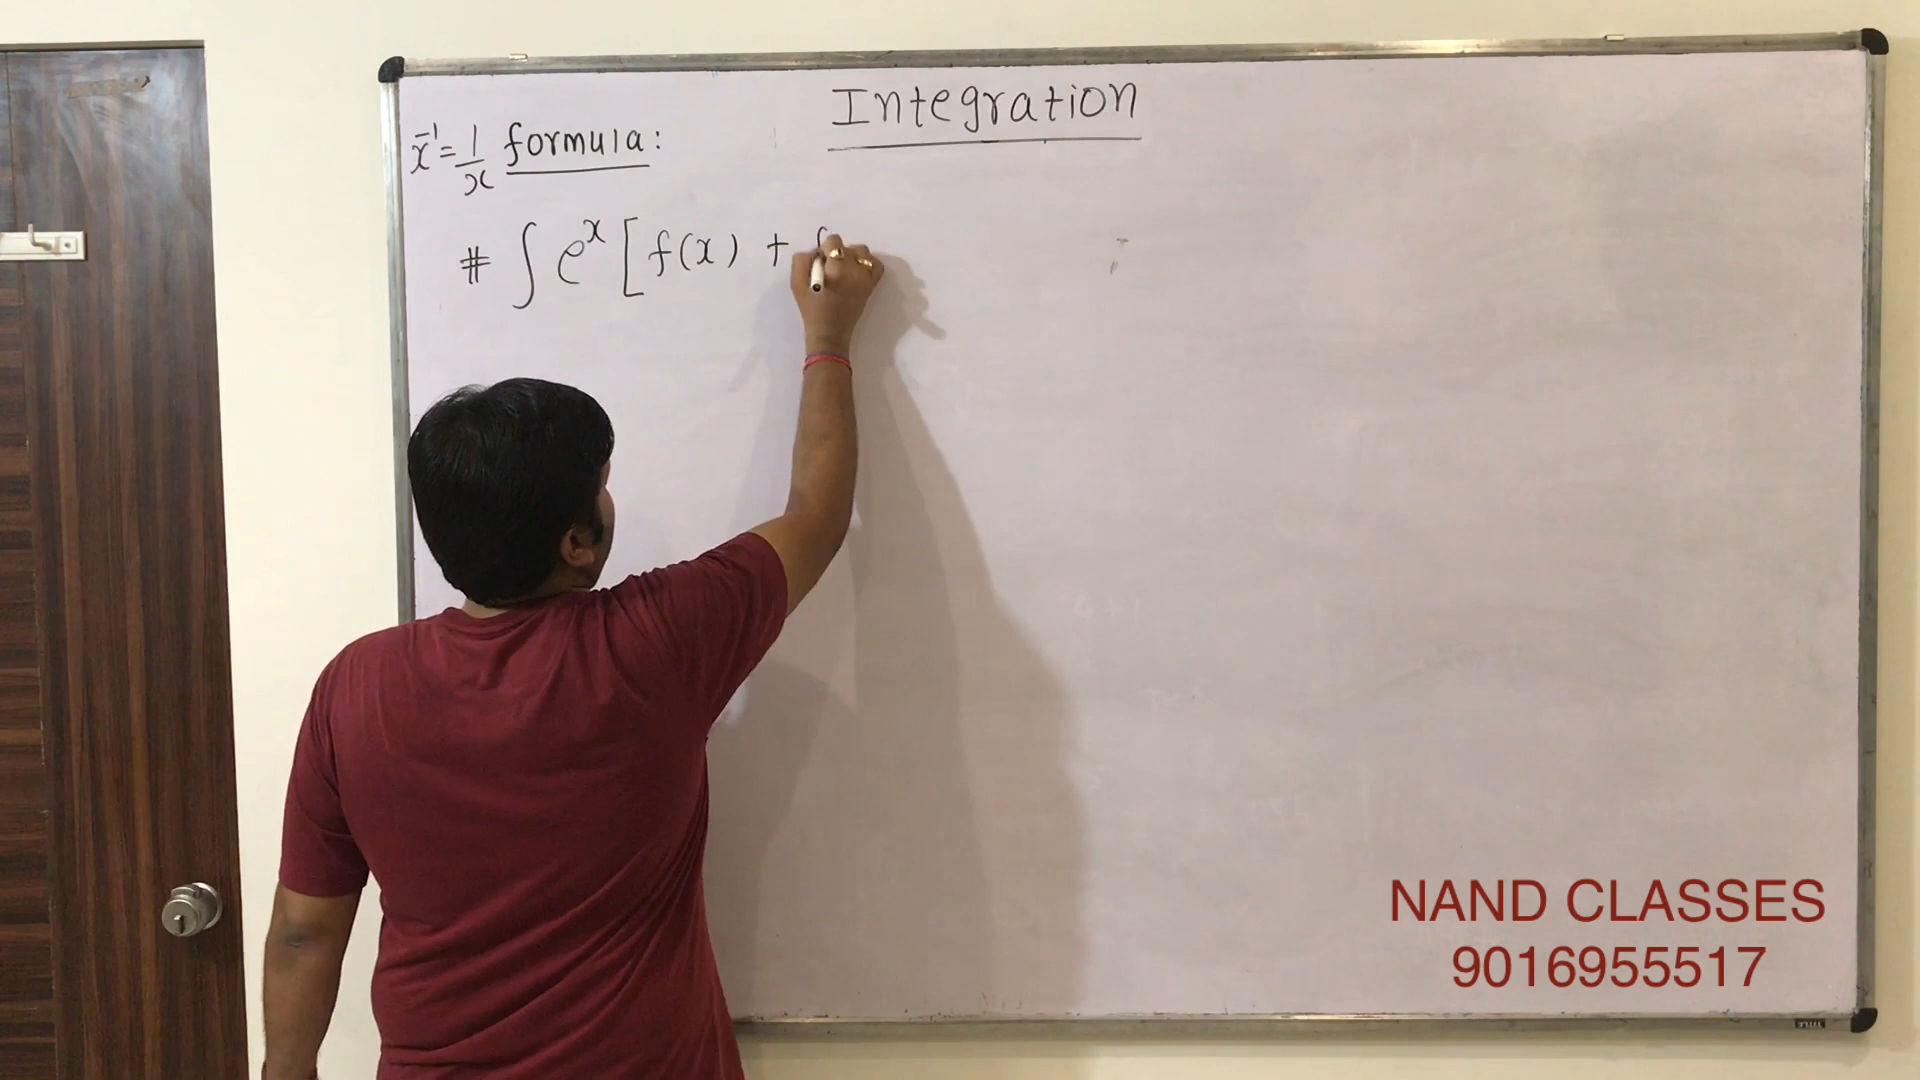 Integration
x⁻¹ = 1/x formula:
# ∫ eˣ [ f(x) + f
NAND CLASSES
9016955517